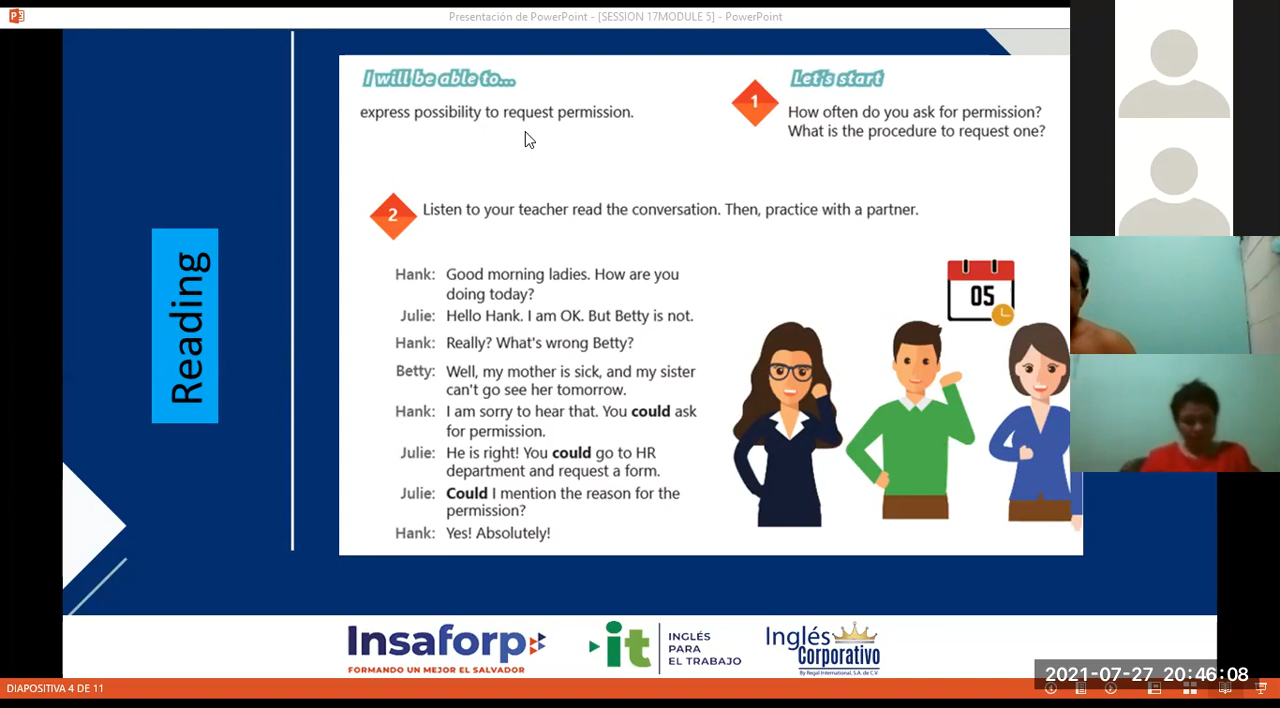 Presentación de PowerPoint - [SESSION 17MODULE 5] - PowerPoint
I will be able to...
express possibility to request permission.
1
Let's start
How often do you ask for permission?
What is the procedure to request one?
2
Listen to your teacher read the conversation. Then, practice with a partner.
Reading
Hank: Good morning ladies. How are you
doing today?
Julie: Hello Hank. I am OK. But Betty is not.
Hank: Really? What's wrong Betty?
Betty: Well, my mother is sick, and my sister
can't go see her tomorrow.
Hank: I am sorry to hear that. You could ask
for permission.
Julie: He is right! You could go to HR
department and request a form.
Julie: Could I mention the reason for the
permission?
Hank: Yes! Absolutely!
05
Insaforp
FORMANDO UN MEJOR EL SALVADOR
it
INGLÉS
PARA
EL TRABAJO
Inglés
Corporativo
By Regal International, S.A. de C.V.
2021-07-27 20:46:08
DIAPOSITIVA 4 DE 11